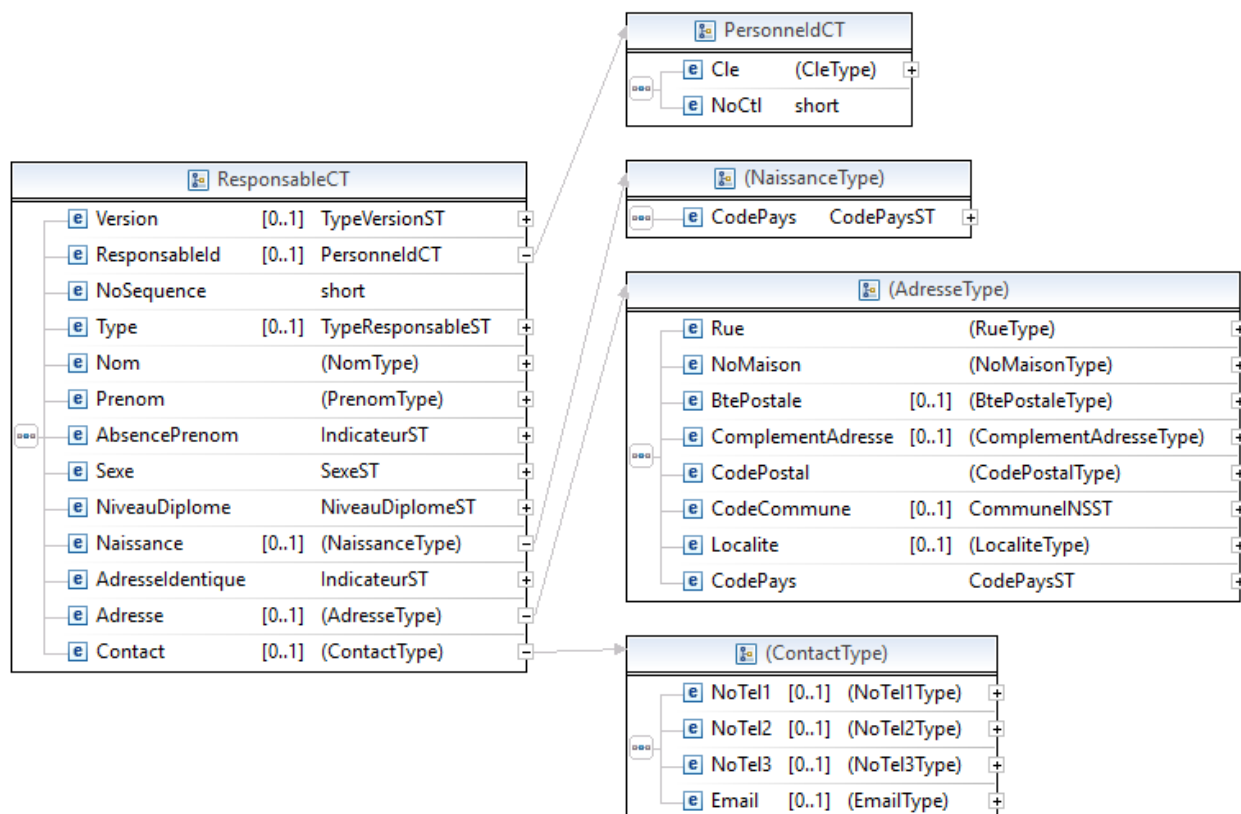 PersonneIdCT
Cle (CleType)
NoCtl short
ResponsableCT
Version [0..1] TypeVersionST
ResponsableId [0..1] PersonneIdCT
NoSequence short
Type [0..1] TypeResponsableST
Nom (NomType)
Prenom (PrenomType)
AbsencePrenom IndicateurST
Sexe SexeST
NiveauDiplome NiveauDiplomeST
Naissance [0..1] (NaissanceType)
AdresseIdentique IndicateurST
Adresse [0..1] (AdresseType)
Contact [0..1] (ContactType)
(NaissanceType)
CodePays CodePaysST
(AdresseType)
Rue (RueType)
NoMaison (NoMaisonType)
BtePostale [0..1] (BtePostaleType)
ComplementAdresse [0..1] (ComplementAdresseType)
CodePostal (CodePostalType)
CodeCommune [0..1] CommuneINSST
Localite [0..1] (LocaliteType)
CodePays CodePaysST
(ContactType)
NoTel1 [0..1] (NoTel1Type)
NoTel2 [0..1] (NoTel2Type)
NoTel3 [0..1] (NoTel3Type)
Email [0..1] (EmailType)